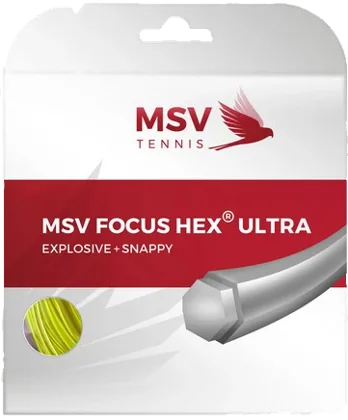 MSV
TENNIS
MSV FOCUS HEX® ULTRA
EXPLOSIVE + SNAPPY